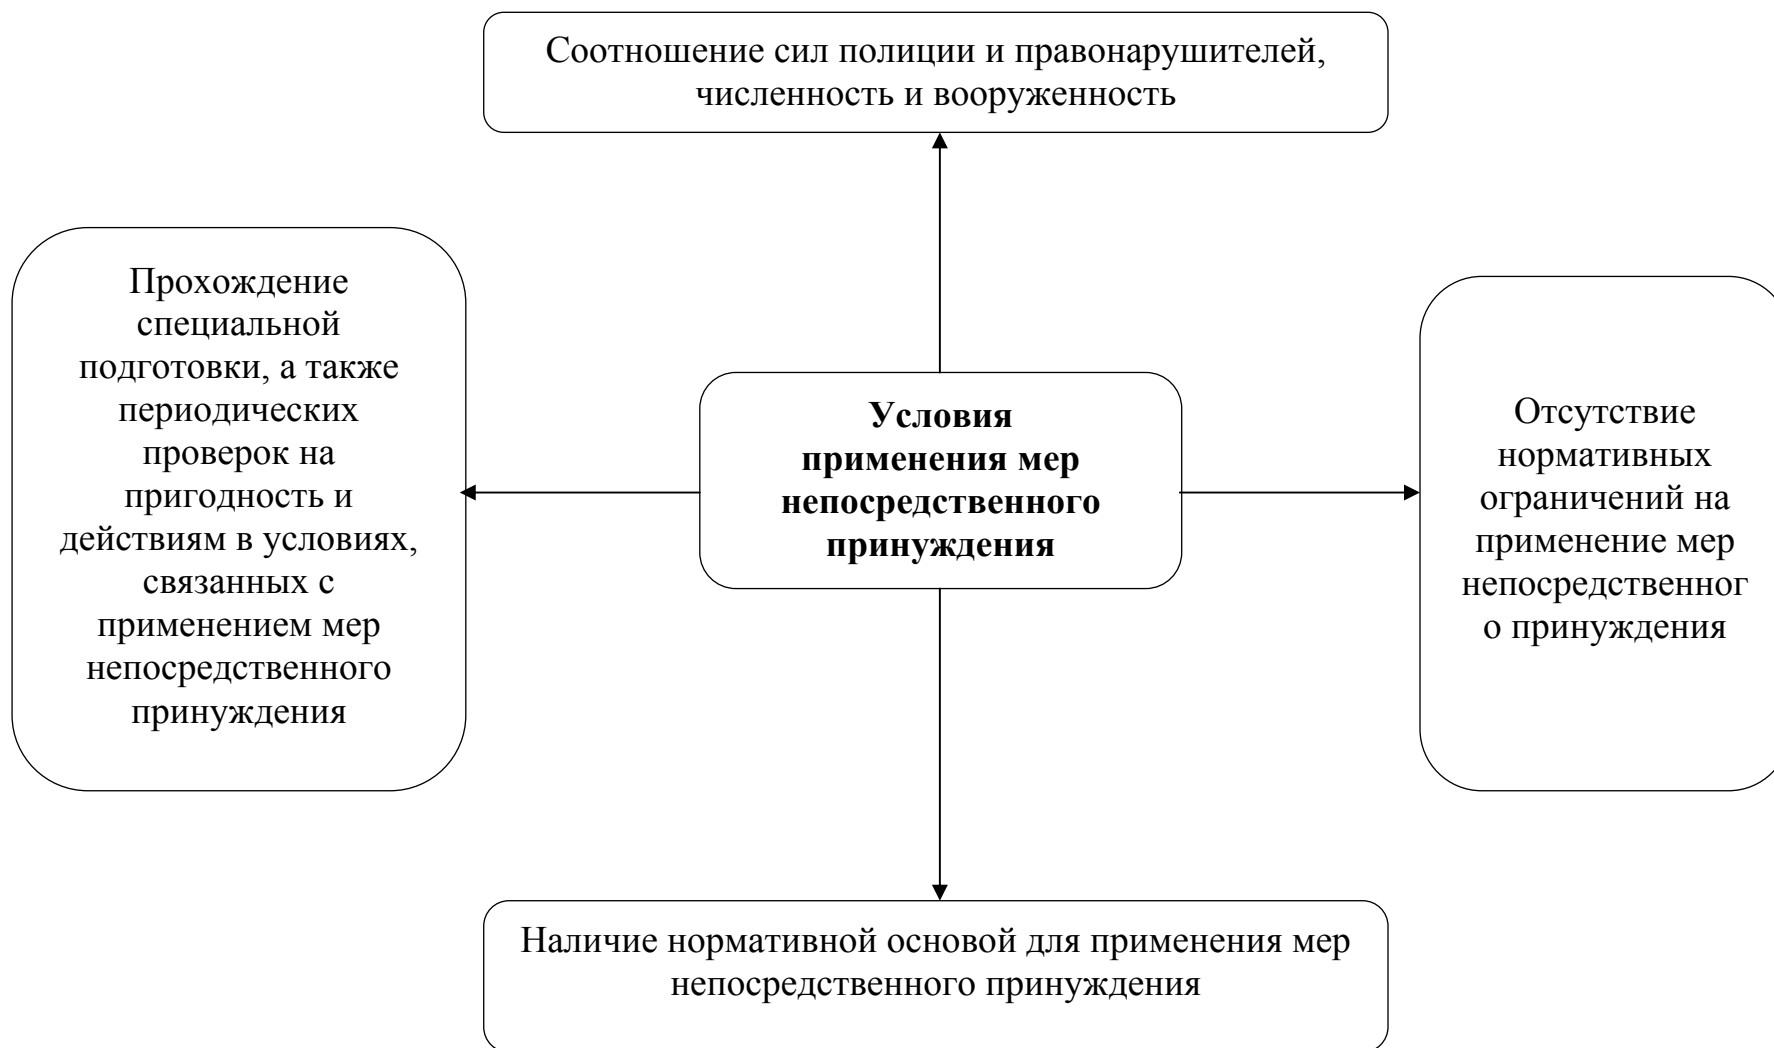 Соотношение сил полиции и правонарушителей,
численность и вооруженность
Прохождение
специальной
подготовки, а также
периодических
проверок на
пригодность и
действиям в условиях,
связанных с
применением мер
непосредственного
принуждения
Условия
применения мер
непосредственного
принуждения
Отсутствие
нормативных
ограничений на
применение мер
непосредственног
о принуждения
Наличие нормативной основой для применения мер
непосредственного принуждения